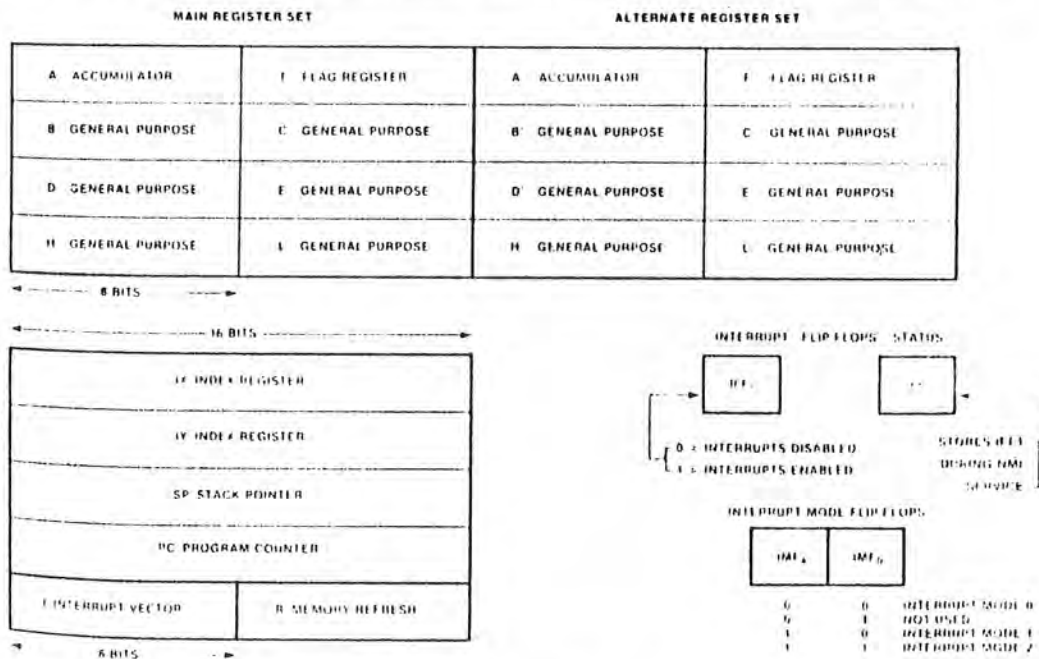 MAIN REGISTER SET
ALTERNATE REGISTER SET
A ACCUMULATOR
FLAG REGISTER
A ACCUMULATOR
F FLAG REGISTER
B GENERAL PURPOSE
C GENERAL PURPOSE
B' GENERAL PURPOSE
C GENERAL PURPOSE
D GENERAL PURPOSE
GENERAL PURPOSE
D' GENERAL PURPOSE
E GENERAL PURPOSE
H GENERAL PURPOSE
L GENERAL PURPOSE
H GENERAL PURPOSE
L GENERAL PURPOSE
8 BITS
16 BITS
INTERRUPT FLIP FLOPS STATUS
IX INDEX REGISTER
IY INDEX REGISTER
0 = INTERRUPTS DISABLED
1 = INTERRUPTS ENABLED
STORES IFF1
DURING NMI
SERVICE
SP STACK POINTER
INTERRUPT MODE FLIP FLOPS
PC PROGRAM COUNTER
IMFa IMFb
I INTERRUPT VECTOR
R MEMORY REFRESH
0 0 INTERRUPT MODE 0
0 1 NOT USED
1 0 INTERRUPT MODE 1
1 1 INTERRUPT MODE 2
8 BITS